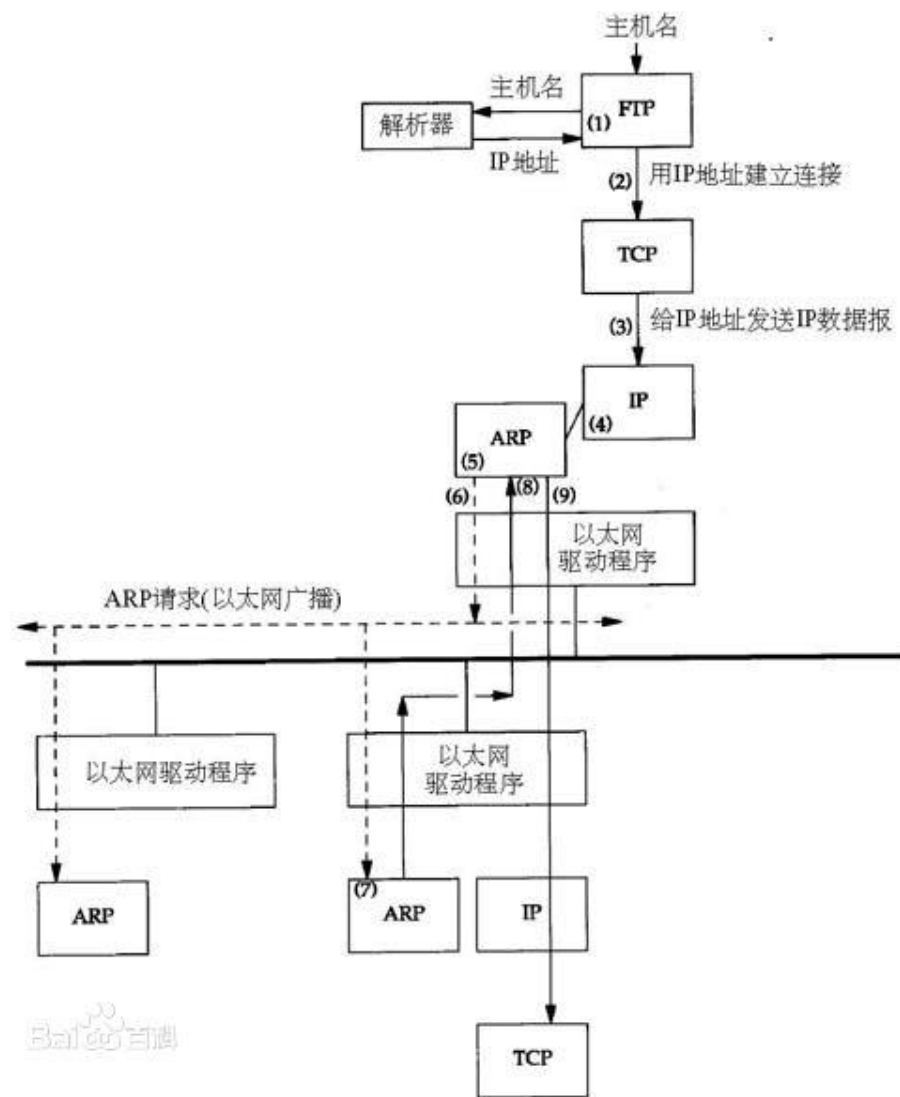 主机名
主机名
FTP
(1)
解析器
IP地址
(2)
用IP地址建立连接
TCP
(3)
给IP地址发送IP数据报
IP
(4)
ARP
(5)
(6)
(8)
(9)
以太网
驱动程序
ARP请求(以太网广播)
以太网驱动程序
以太网
驱动程序
ARP
(7)
ARP
IP
TCP
Bai百科